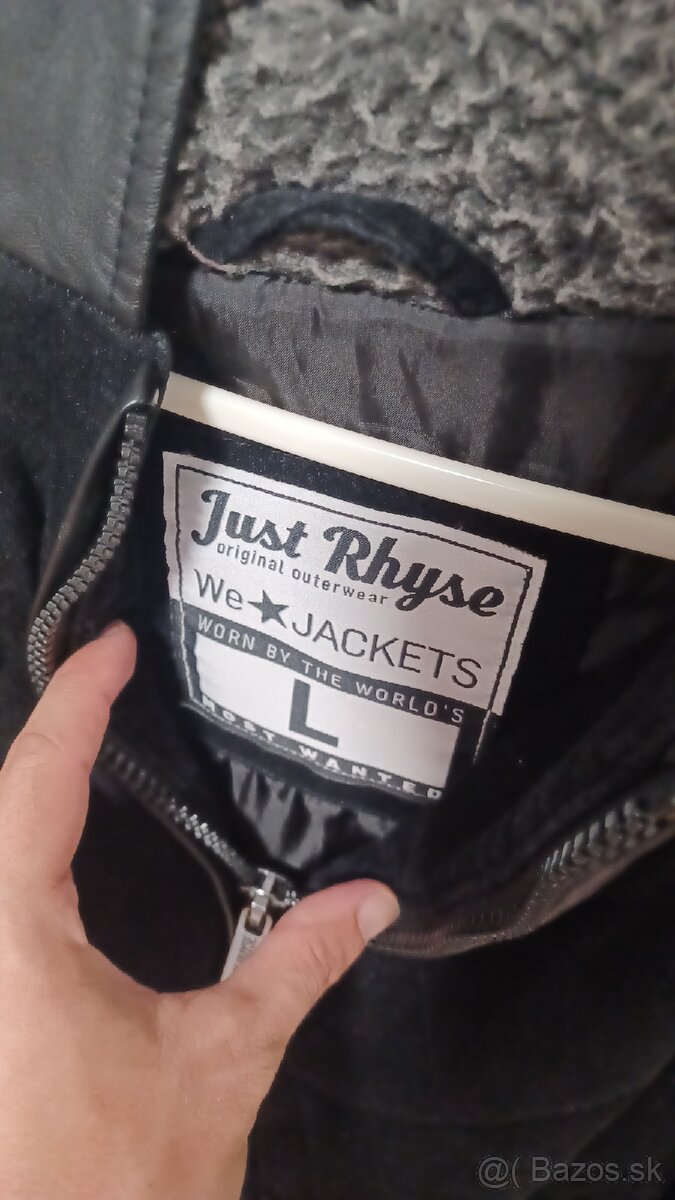 Just Rhyse
original outerwear
We★JACKETS
WORN BY THE WORLD'S
L
MOST WANTED
@( Bazos.sk